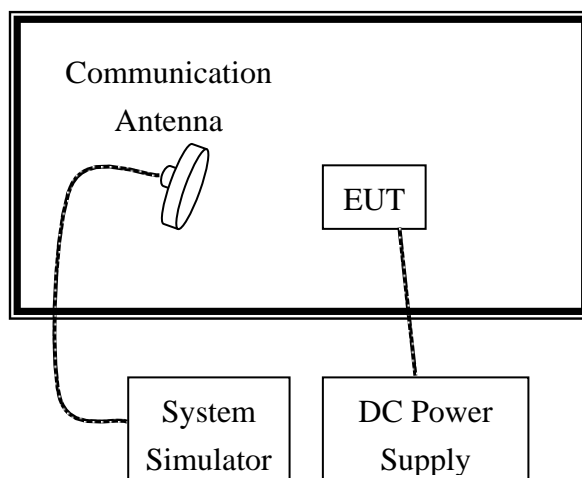 Communication
Antenna
EUT
System
Simulator
DC Power
Supply